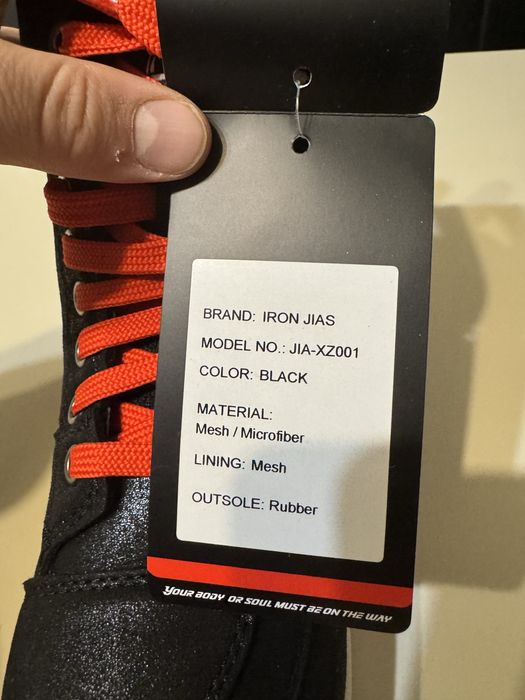 BRAND: IRON JIAS
MODEL NO.: JIA-XZ001
COLOR: BLACK
MATERIAL:
Mesh / Microfiber
LINING: Mesh
OUTSOLE: Rubber
YOUR BODY OR SOUL MUST BE ON THE WAY